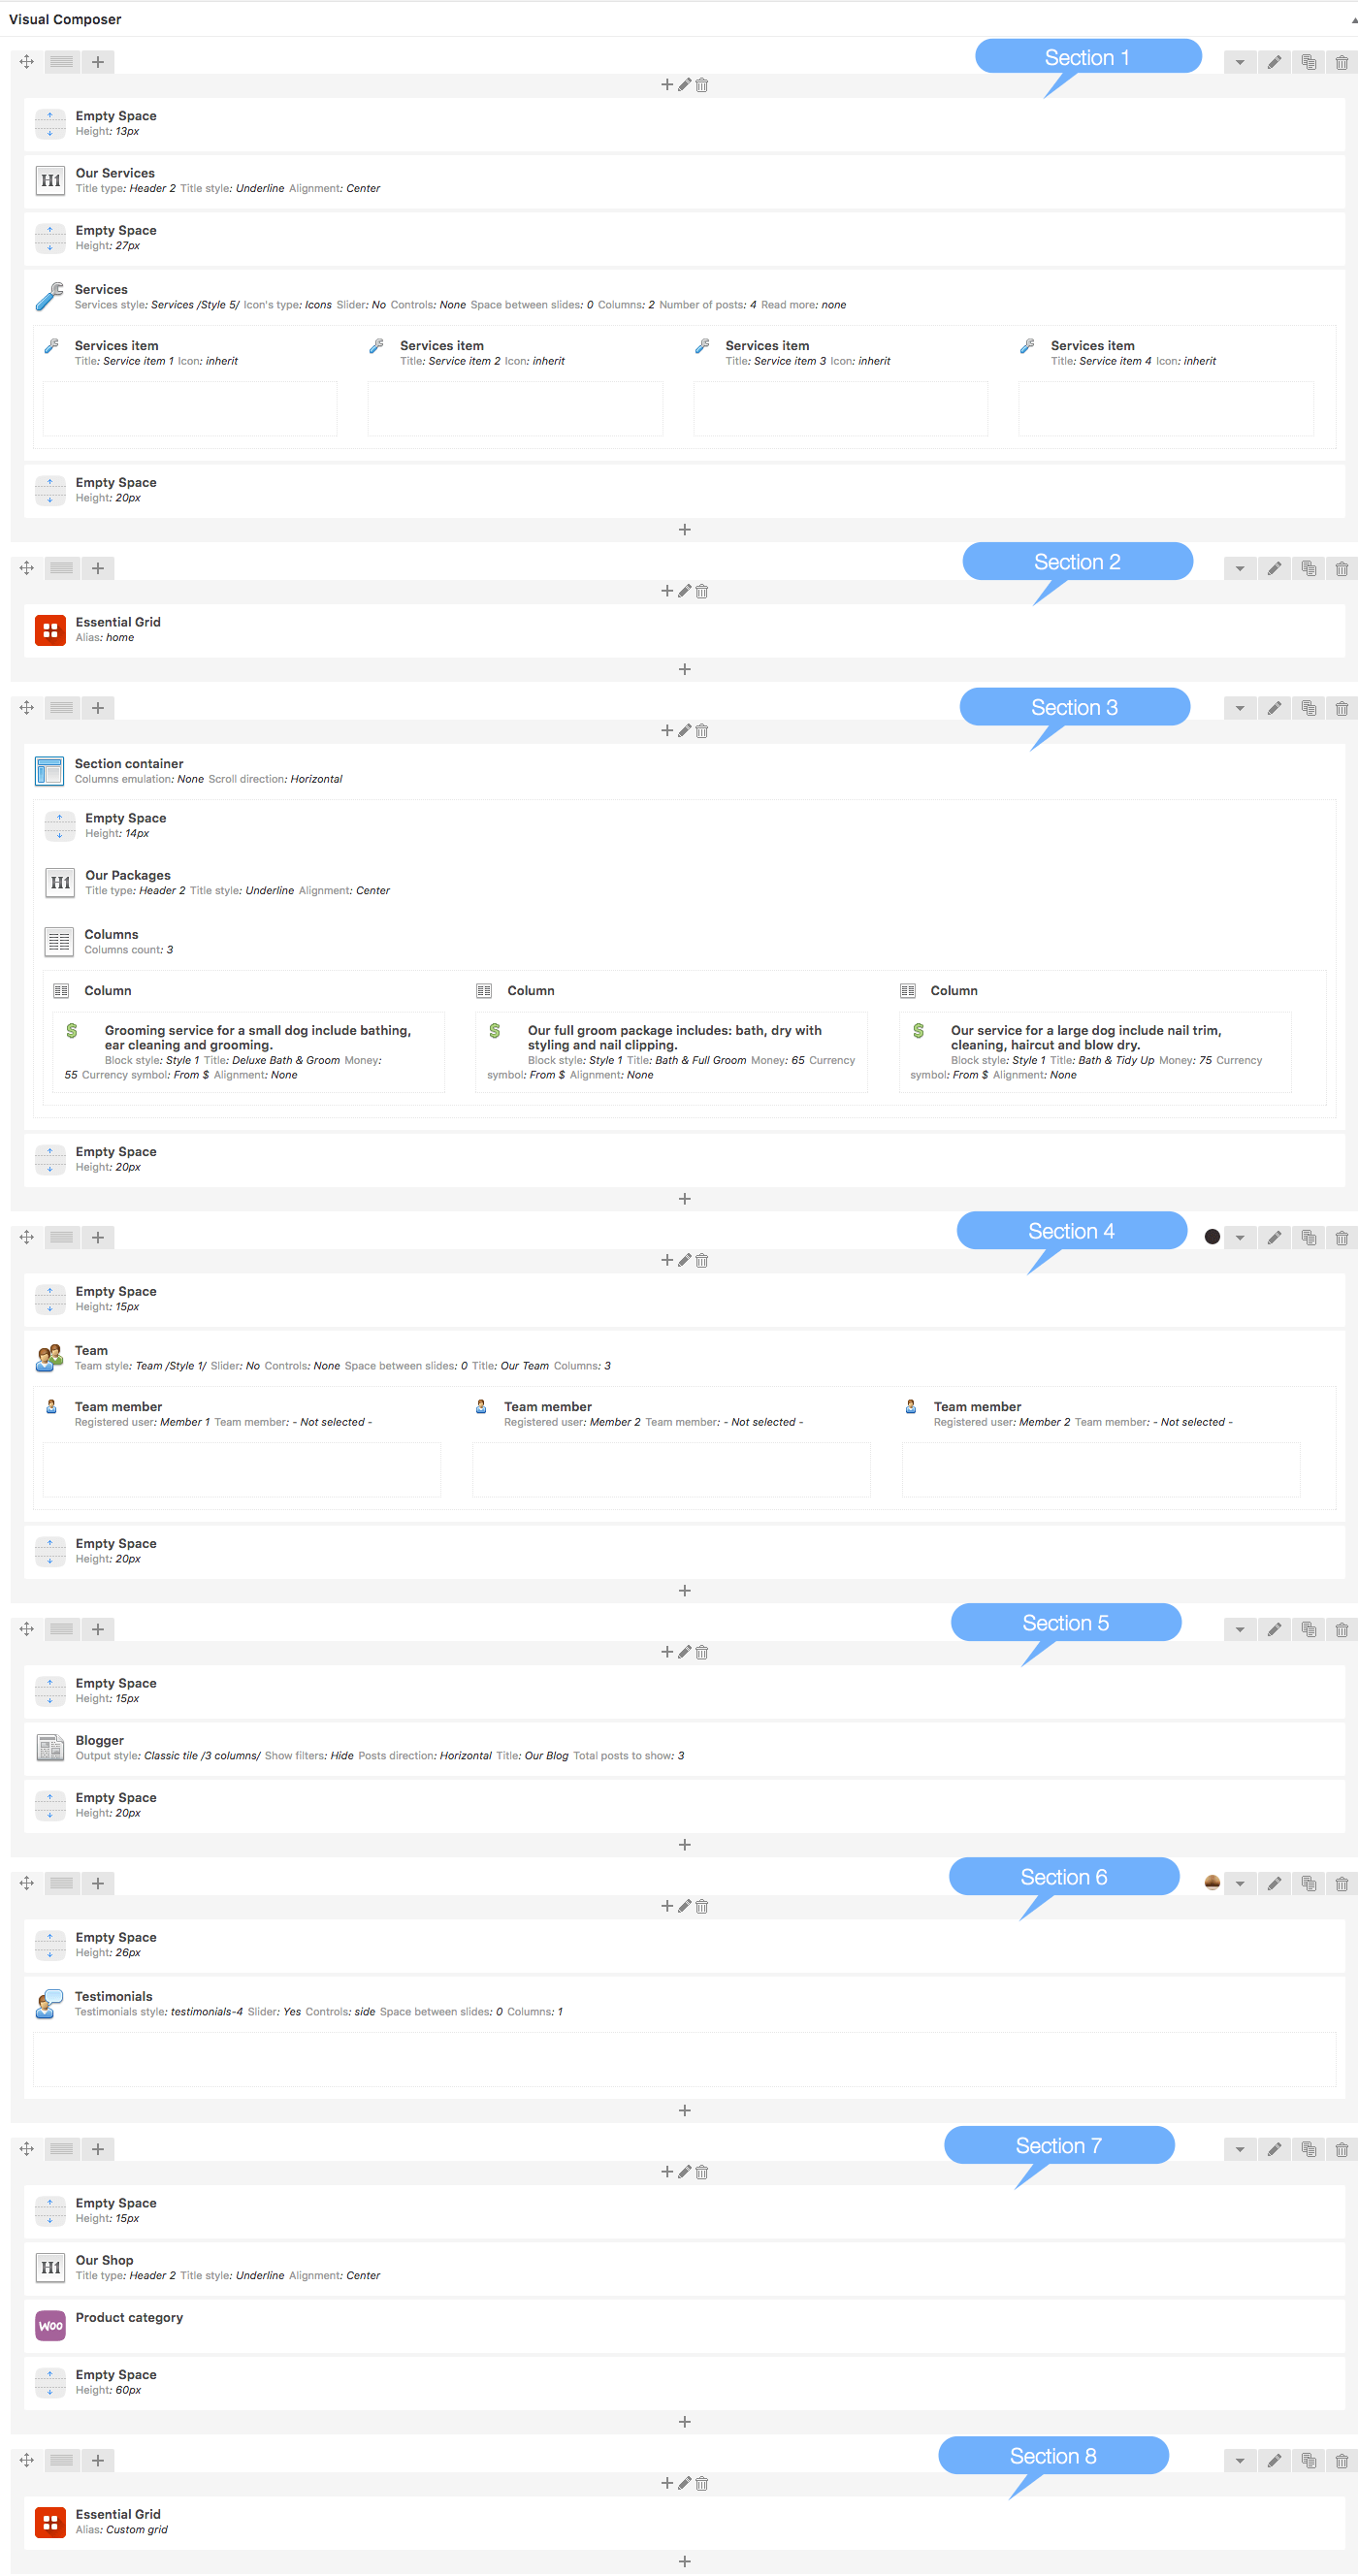 Visual Composer
Section 1
Empty Space
Height: 13px
H1
Our Services
Title type: Header 2 Title style: Underline Alignment: Center
Empty Space
Height: 27px
Services
Services style: Services /Style 5/ Icon's type: Icons Slider: No Controls: None Space between slides: 0 Columns: 2 Number of posts: 4 Read more: none
Services item
Title: Service item 1 Icon: inherit
Services item
Title: Service item 2 Icon: inherit
Services item
Title: Service item 3 Icon: inherit
Services item
Title: Service item 4 Icon: inherit
Empty Space
Height: 20px
Section 2
Essential Grid
Alias: home
Section 3
Section container
Columns emulation: None Scroll direction: Horizontal
Empty Space
Height: 14px
H1
Our Packages
Title type: Header 2 Title style: Underline Alignment: Center
Columns
Columns count: 3
Column
Grooming service for a small dog include bathing,
ear cleaning and grooming.
Block style: Style 1 Title: Deluxe Bath & Groom Money:
55 Currency symbol: From $ Alignment: None
Column
Our full groom package includes: bath, dry with
styling and nail clipping.
Block style: Style 1 Title: Bath & Full Groom Money: 65 Currency
symbol: From $ Alignment: None
Column
Our service for a large dog include nail trim,
cleaning, haircut and blow dry.
Block style: Style 1 Title: Bath & Tidy Up Money: 75 Currency
symbol: From $ Alignment: None
Empty Space
Height: 20px
Section 4
Empty Space
Height: 15px
Team
Team style: Team /Style 1/ Slider: No Controls: None Space between slides: 0 Title: Our Team Columns: 3
Team member
Registered user: Member 1 Team member: - Not selected -
Team member
Registered user: Member 2 Team member: - Not selected -
Team member
Registered user: Member 2 Team member: - Not selected -
Empty Space
Height: 20px
Section 5
Empty Space
Height: 15px
Blogger
Output style: Classic tile /3 columns/ Show filters: Hide Posts direction: Horizontal Title: Our Blog Total posts to show: 3
Empty Space
Height: 20px
Section 6
Empty Space
Height: 26px
Testimonials
Testimonials style: testimonials-4 Slider: Yes Controls: side Space between slides: 0 Columns: 1
Section 7
Empty Space
Height: 15px
H1
Our Shop
Title type: Header 2 Title style: Underline Alignment: Center
Woo
Product category
Empty Space
Height: 60px
Section 8
Essential Grid
Alias: Custom grid